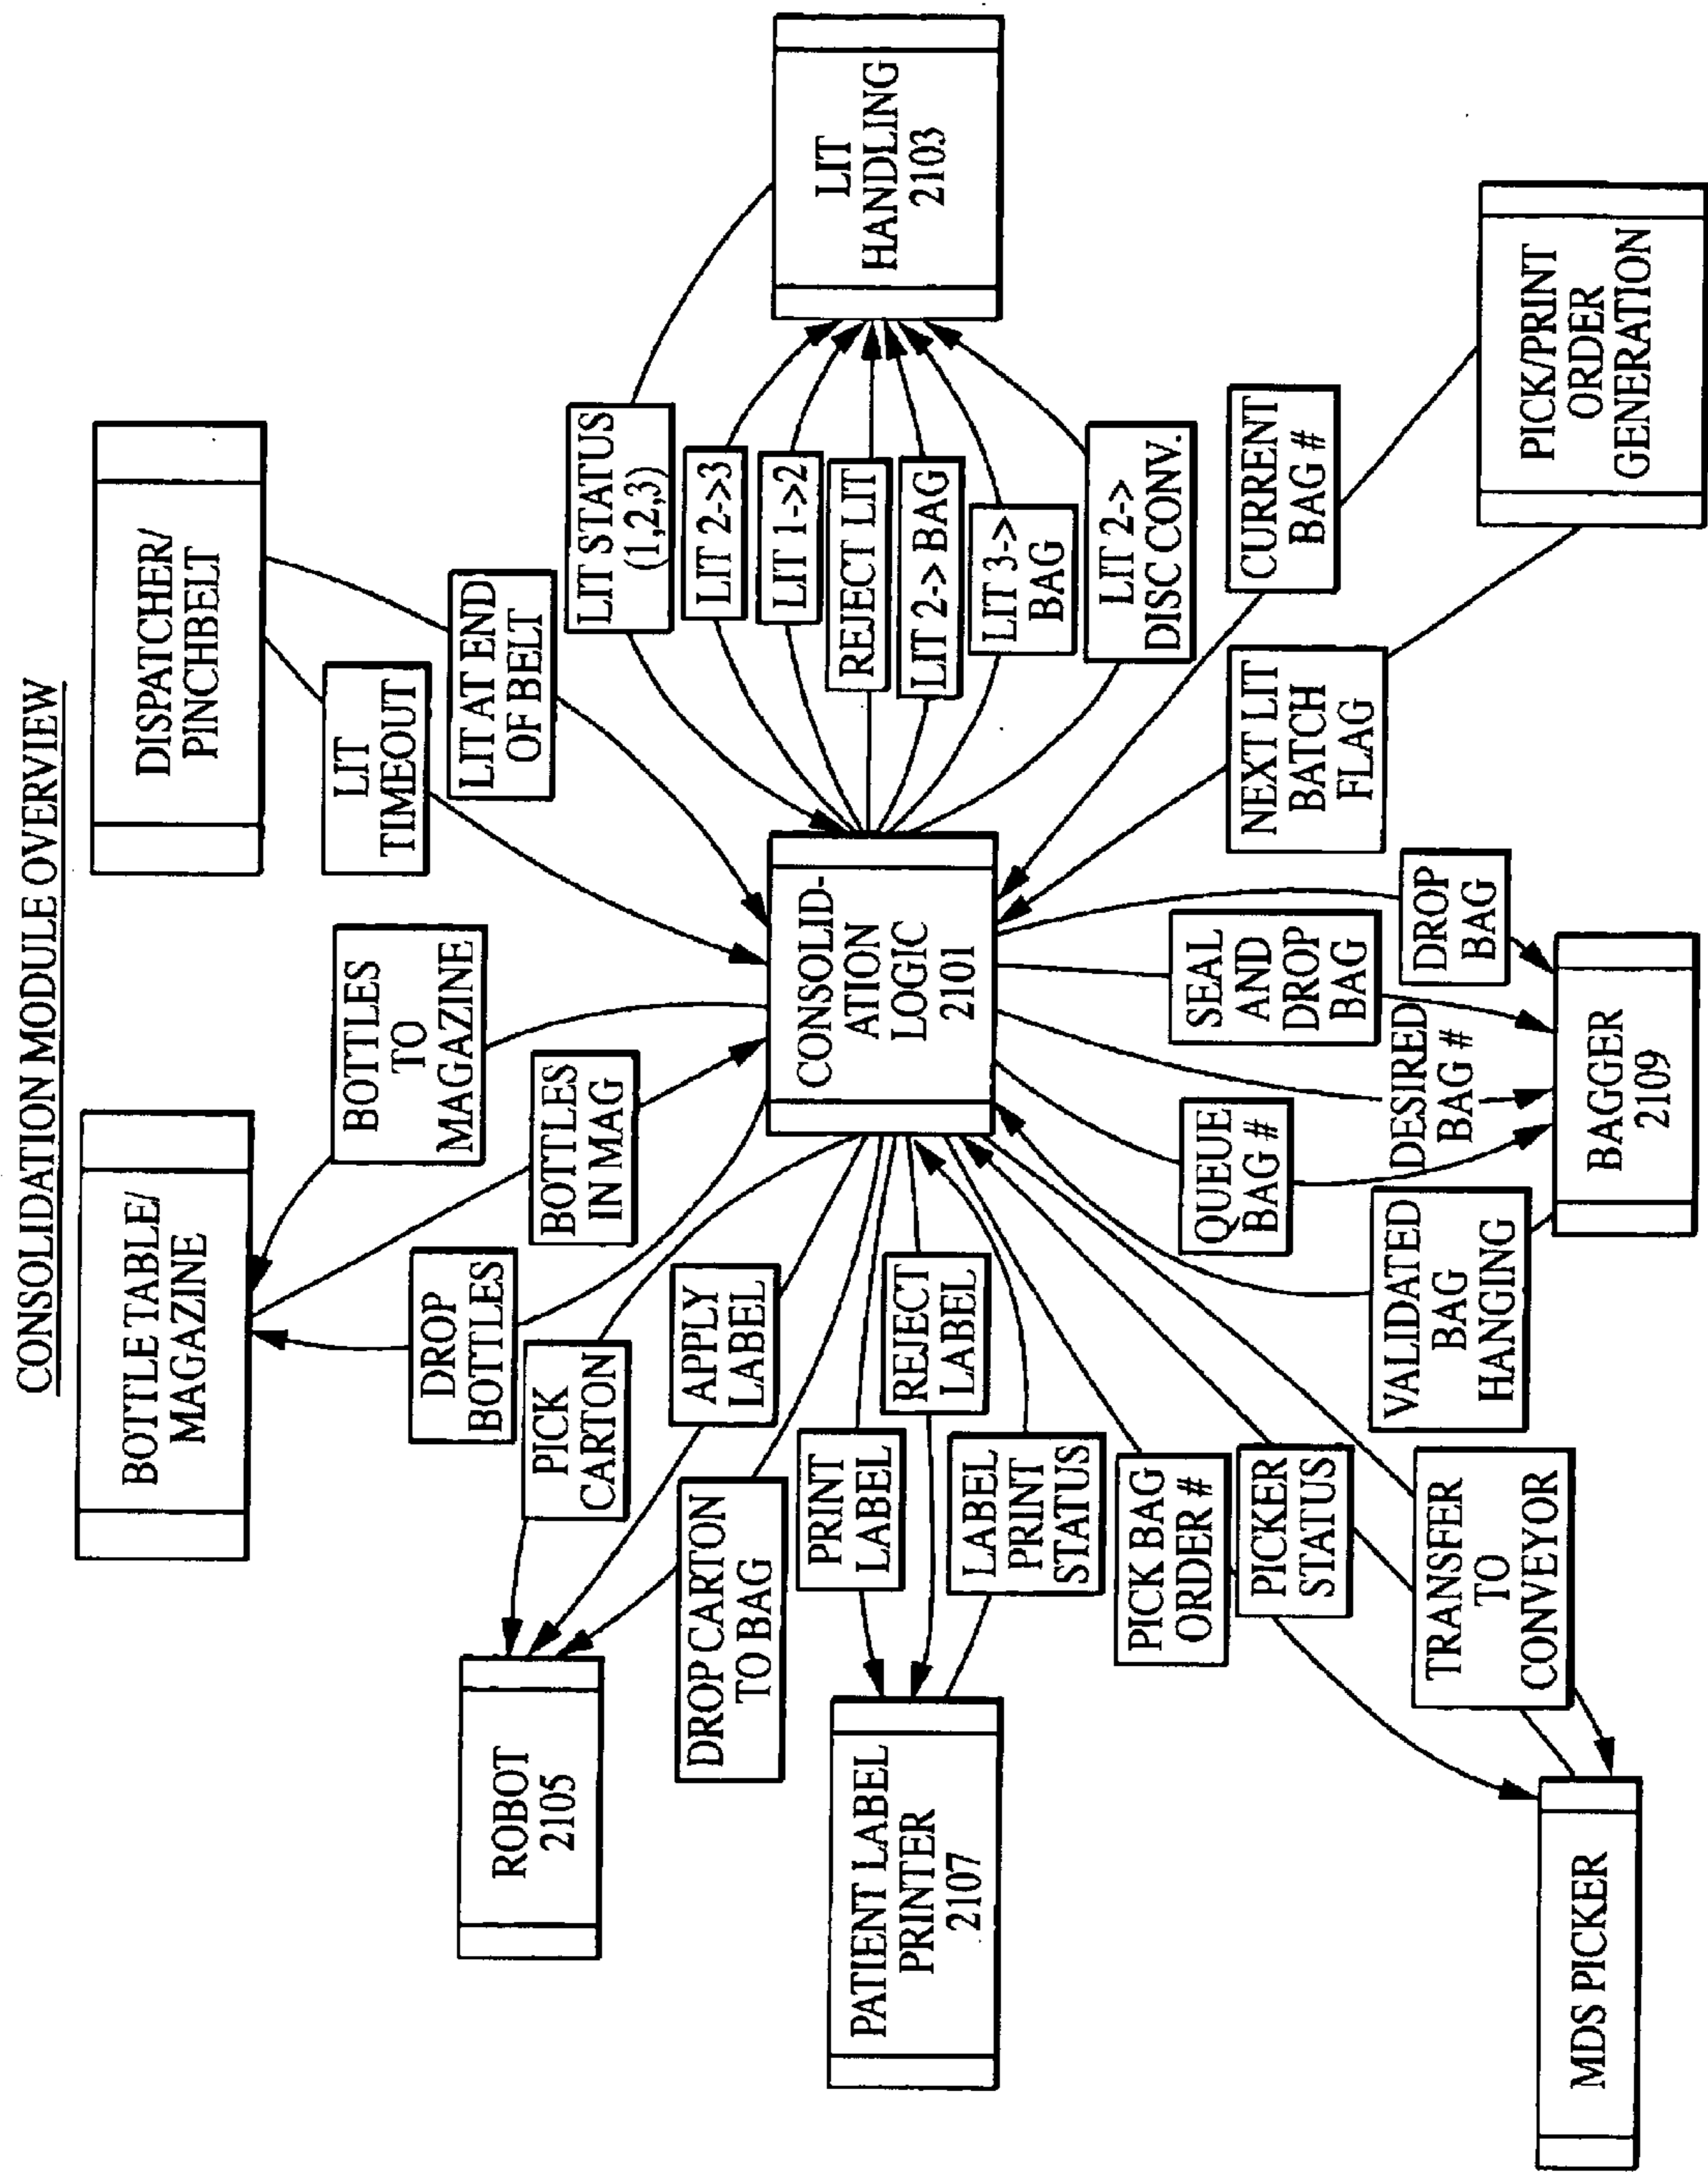 CONSOLIDATION MODULE OVERVIEW
BOTTLE TABLE/
MAGAZINE
DISPATCHER/
PINCHBELT
BOTTLES
TO
MAGAZINE
LIT
TIMEOUT
DROP
BOTTLES
BOTTLES
IN MAG
LIT AT END
OF BELT
ROBOT
2105
PICK
CARTON
LIT STATUS
(1,2,3)
APPLY
LABEL
LIT 2->3
DROP CARTON
TO BAG
LIT 1->2
PRINT
LABEL
REJECT LIT
PATIENT LABEL
PRINTER
2107
REJECT
LABEL
CONSOLID-
ATION
LOGIC
2101
LIT 2-> BAG
LIT
HANDLING
2103
LABEL
PRINT
STATUS
LIT 3->
BAG
LIT 2->
DISC CONV.
PICK BAG
ORDER #
QUEUE
BAG #
SEAL
AND
DROP
BAG
NEXT LIT
BATCH
FLAG
CURRENT
BAG #
PICKER
STATUS
VALIDATED
BAG
HANGING
DESIRED
BAG #
DROP
BAG
TRANSFER
TO
CONVEYOR
PICK/PRINT
ORDER
GENERATION
MDS PICKER
BAGGER
2109